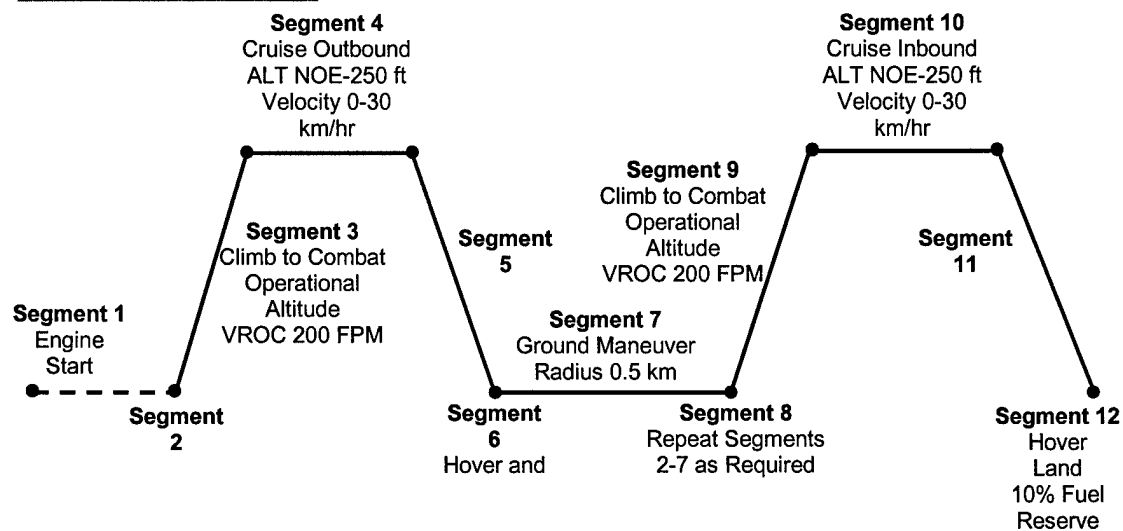 Segment 4
Cruise Outbound
ALT NOE-250 ft
Velocity 0-30
km/hr
Segment 10
Cruise Inbound
ALT NOE-250 ft
Velocity 0-30
km/hr
Segment 3
Climb to Combat
Operational
Altitude
VROC 200 FPM
Segment
5
Segment 9
Climb to Combat
Operational
Altitude
VROC 200 FPM
Segment
11
Segment 1
Engine
Start
Segment 7
Ground Maneuver
Radius 0.5 km
Segment
2
Segment
6
Hover and
Segment 8
Repeat Segments
2-7 as Required
Segment 12
Hover
Land
10% Fuel
Reserve